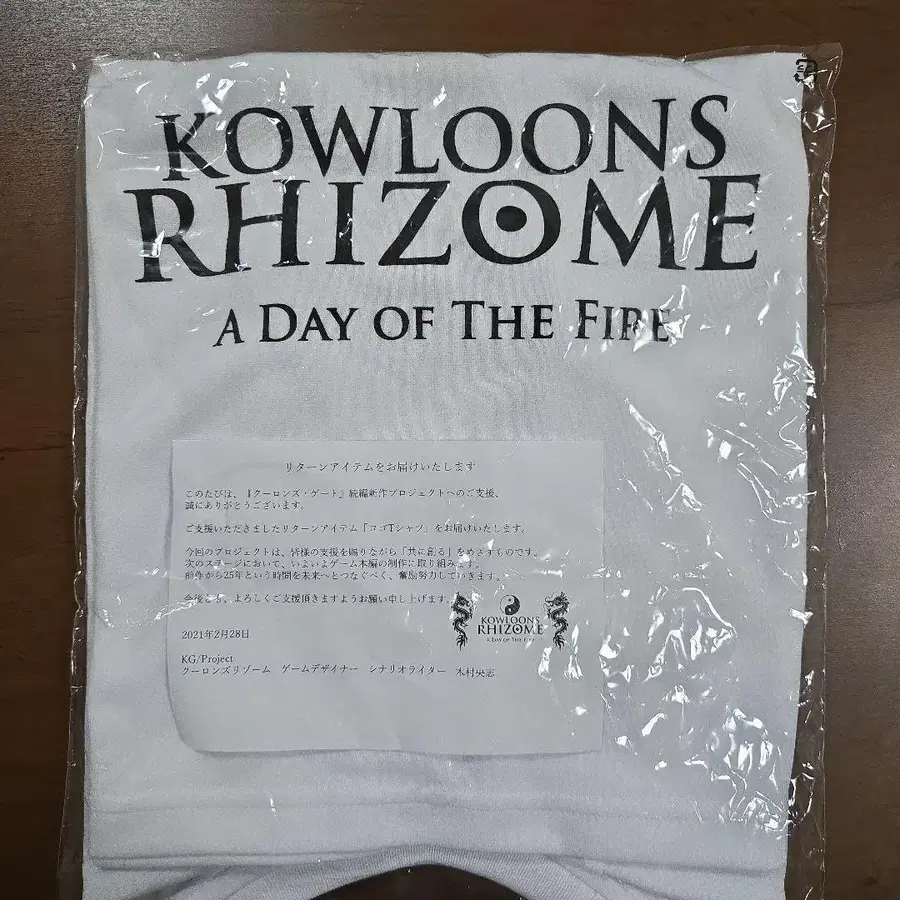 KOWLOONS
RHIZOME
A DAY OF THE FIRE
リターンアイテムをお届けいたします
このたびは、『クーロンズ・ゲート』続編新作プロジェクトへのご支援、
誠にありがとうございます。
ご支援いただきましたリターンアイテム「ロゴTシャツ」をお届けいたします。
今回のプロジェクトは、皆様の支援を賜りながら「共に創る」をめざすものです。
次のステージにおいて、いよいよゲーム本編の制作に取り組みます。
前作から25年という時間を未来へとつなぐべく、奮励努力していきます。
今後とも、よろしくご支援頂きますようお願い申し上げます。
KOWLOONS
RHIZOME
A DAY OF THE FIRE
2021年2月28日
KG/Project
クーロンズリゾーム ゲームデザイナー シナリオライター 木村央志